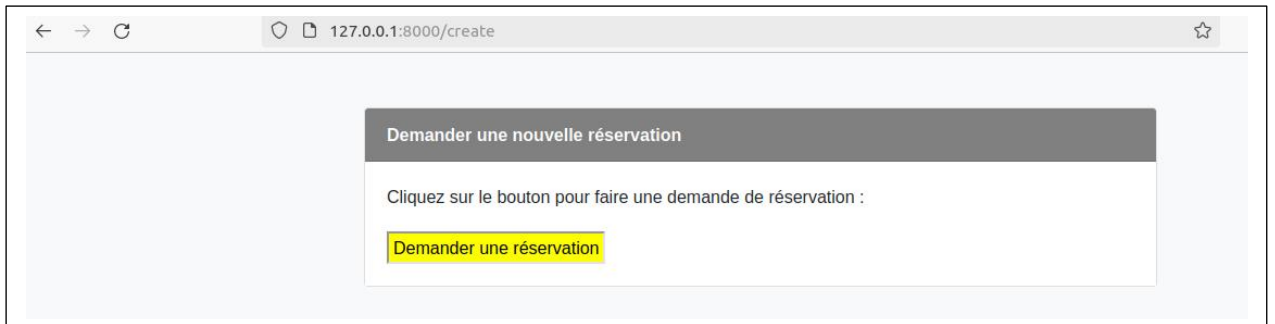 127.0.0.1:8000/create
Demander une nouvelle réservation
Cliquez sur le bouton pour faire une demande de réservation :
Demander une réservation